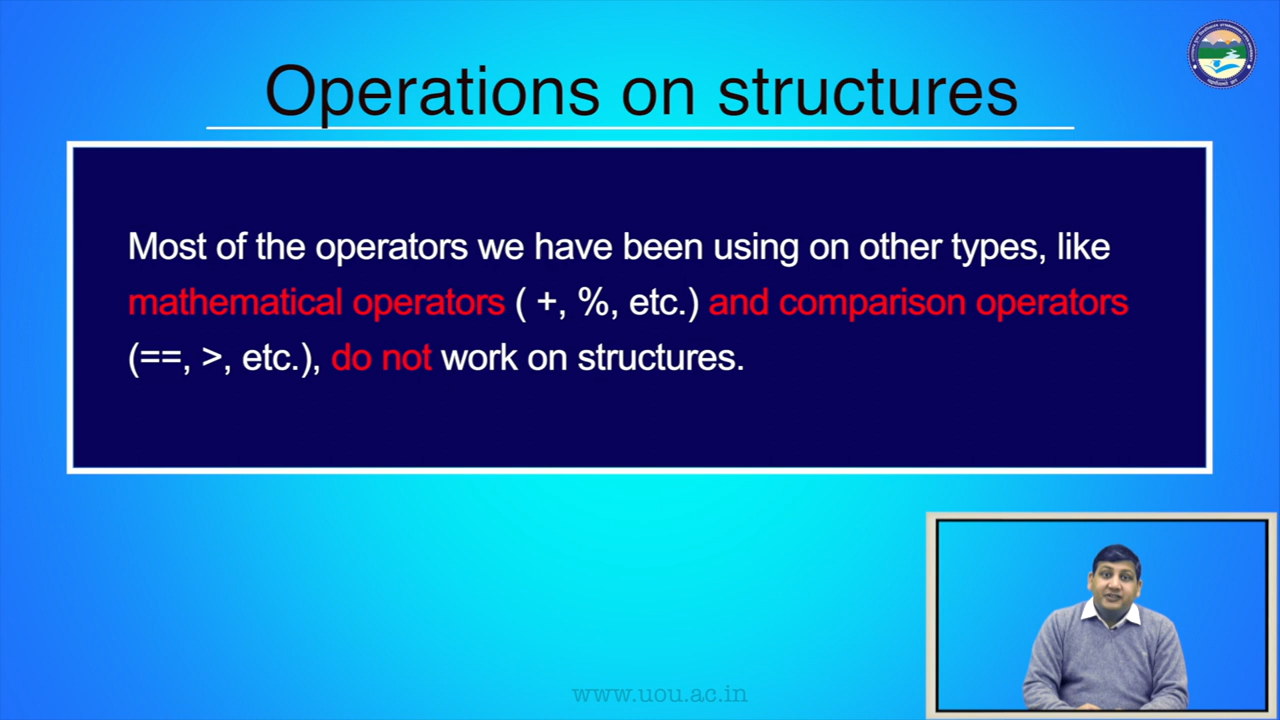 Operations on structures
Most of the operators we have been using on other types, like
mathematical operators ( +, %, etc.) and comparison operators
(==, >, etc.), do not work on structures.
www.uou.ac.in